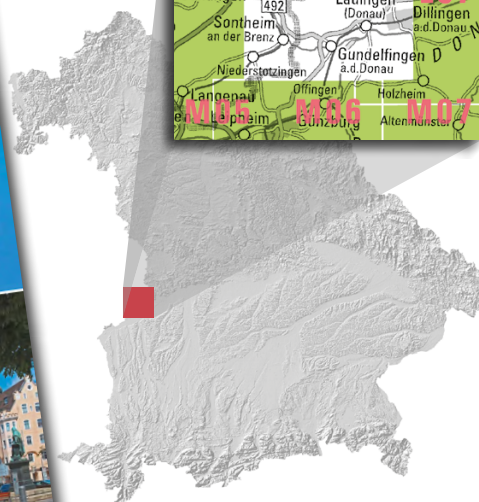 492
(Donau)
Dillingen
a.d.Donau
Sontheim
an der Brenz
Gundelfingen
a.d.Donau
DON
Niederstotzingen
Langenau
Offingen
Holzheim
M05 M06 M07
Günzburg
Altenmünster